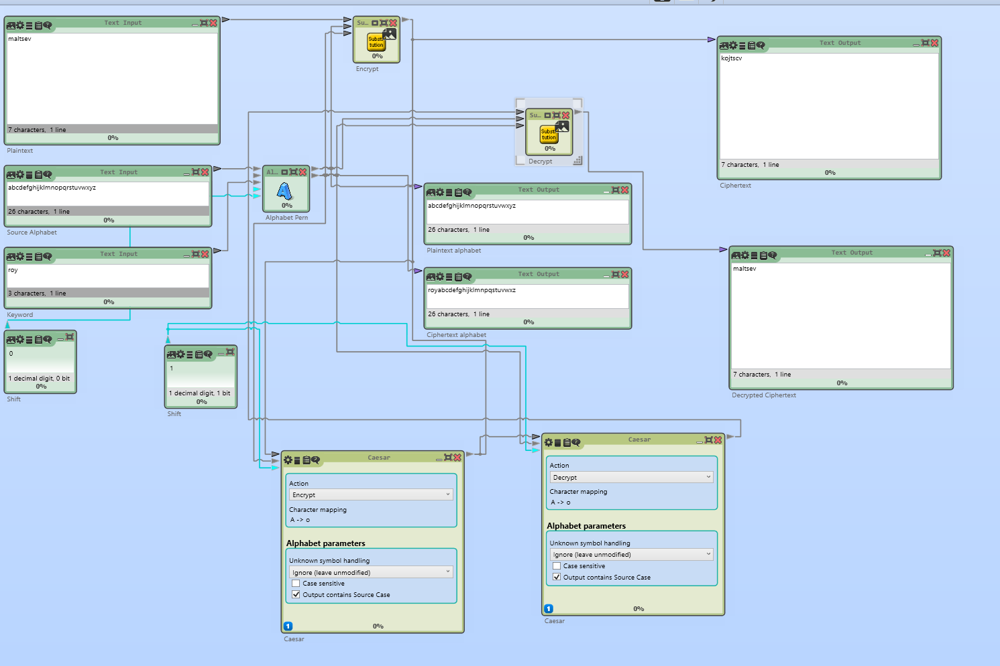 Text Input
maltsev
7 characters,  1 line
0%
Plaintext
Su...
Substi
tution
0%
Encrypt
Text Output
kojtscv
7 characters,  1 line
0%
Ciphertext
Su...
Substi
tution
0%
Decrypt
Text Input
abcdefghijklmnopqrstuvwxyz
26 characters,  1 line
0%
Source Alphabet
Al...
0%
Alphabet Perm
Text Output
abcdefghijklmnopqrstuvwxyz
26 characters,  1 line
0%
Plaintext alphabet
Text Input
roy
3 characters,  1 line
0%
Keyword
Text Output
royabcdefghijklmnpqstuvwxz
26 characters,  1 line
0%
Ciphertext alphabet
Text Output
maltsev
7 characters,  1 line
0%
Decrypted Ciphertext
0
1 decimal digit, 0 bit
0%
Shift
1
1 decimal digit, 1 bit
0%
Shift
Caesar
Action
Encrypt
Character mapping
A -> o
Alphabet parameters
Unknown symbol handling
Ignore (leave unmodified)
Case sensitive
Output contains Source Case
1
0%
Caesar
Caesar
Action
Decrypt
Character mapping
A -> o
Alphabet parameters
Unknown symbol handling
Ignore (leave unmodified)
Case sensitive
Output contains Source Case
1
0%
Caesar